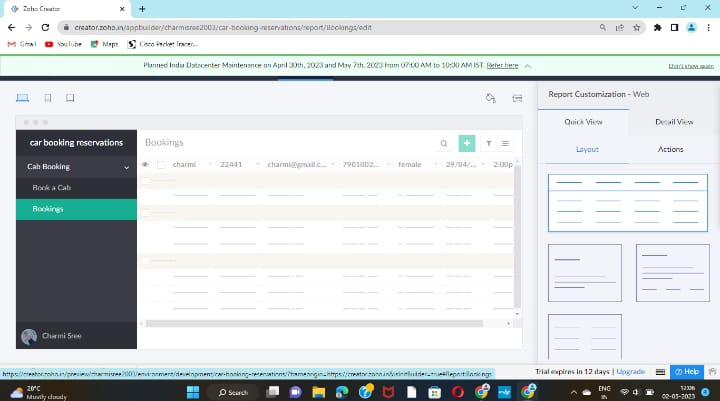 Zoho Creator
creator.zoho.in/appbuilder/charmisree2003/car-booking-reservations/report/Bookings/edit
Gmail YouTube Maps Cisco Packet Tracer...
Planned India Datacenter Maintenance on April 30th, 2023 and May 7th, 2023 from 07:00 AM to 10:00 AM IST. Refer here
Don't show again
Report Customization - Web
Quick View Detail View
Layout Actions
car booking reservations
Cab Booking
Book a Cab
Bookings
Charmi Sree
Bookings
charmi 22441 charmi@gmail.c... 7901002... female 29/04/... 2:00p
https://creator.zoho.in/preview/charmisree2003/environment/development/car-booking-reservations/?frameorigin=https://creator.zoho.in&isInitBuilder=true#Report:Bookings
Trial expires in 12 days | Upgrade
Help
28°C
Mostly cloudy
Search
ENG
IN
12:06
02-05-2023